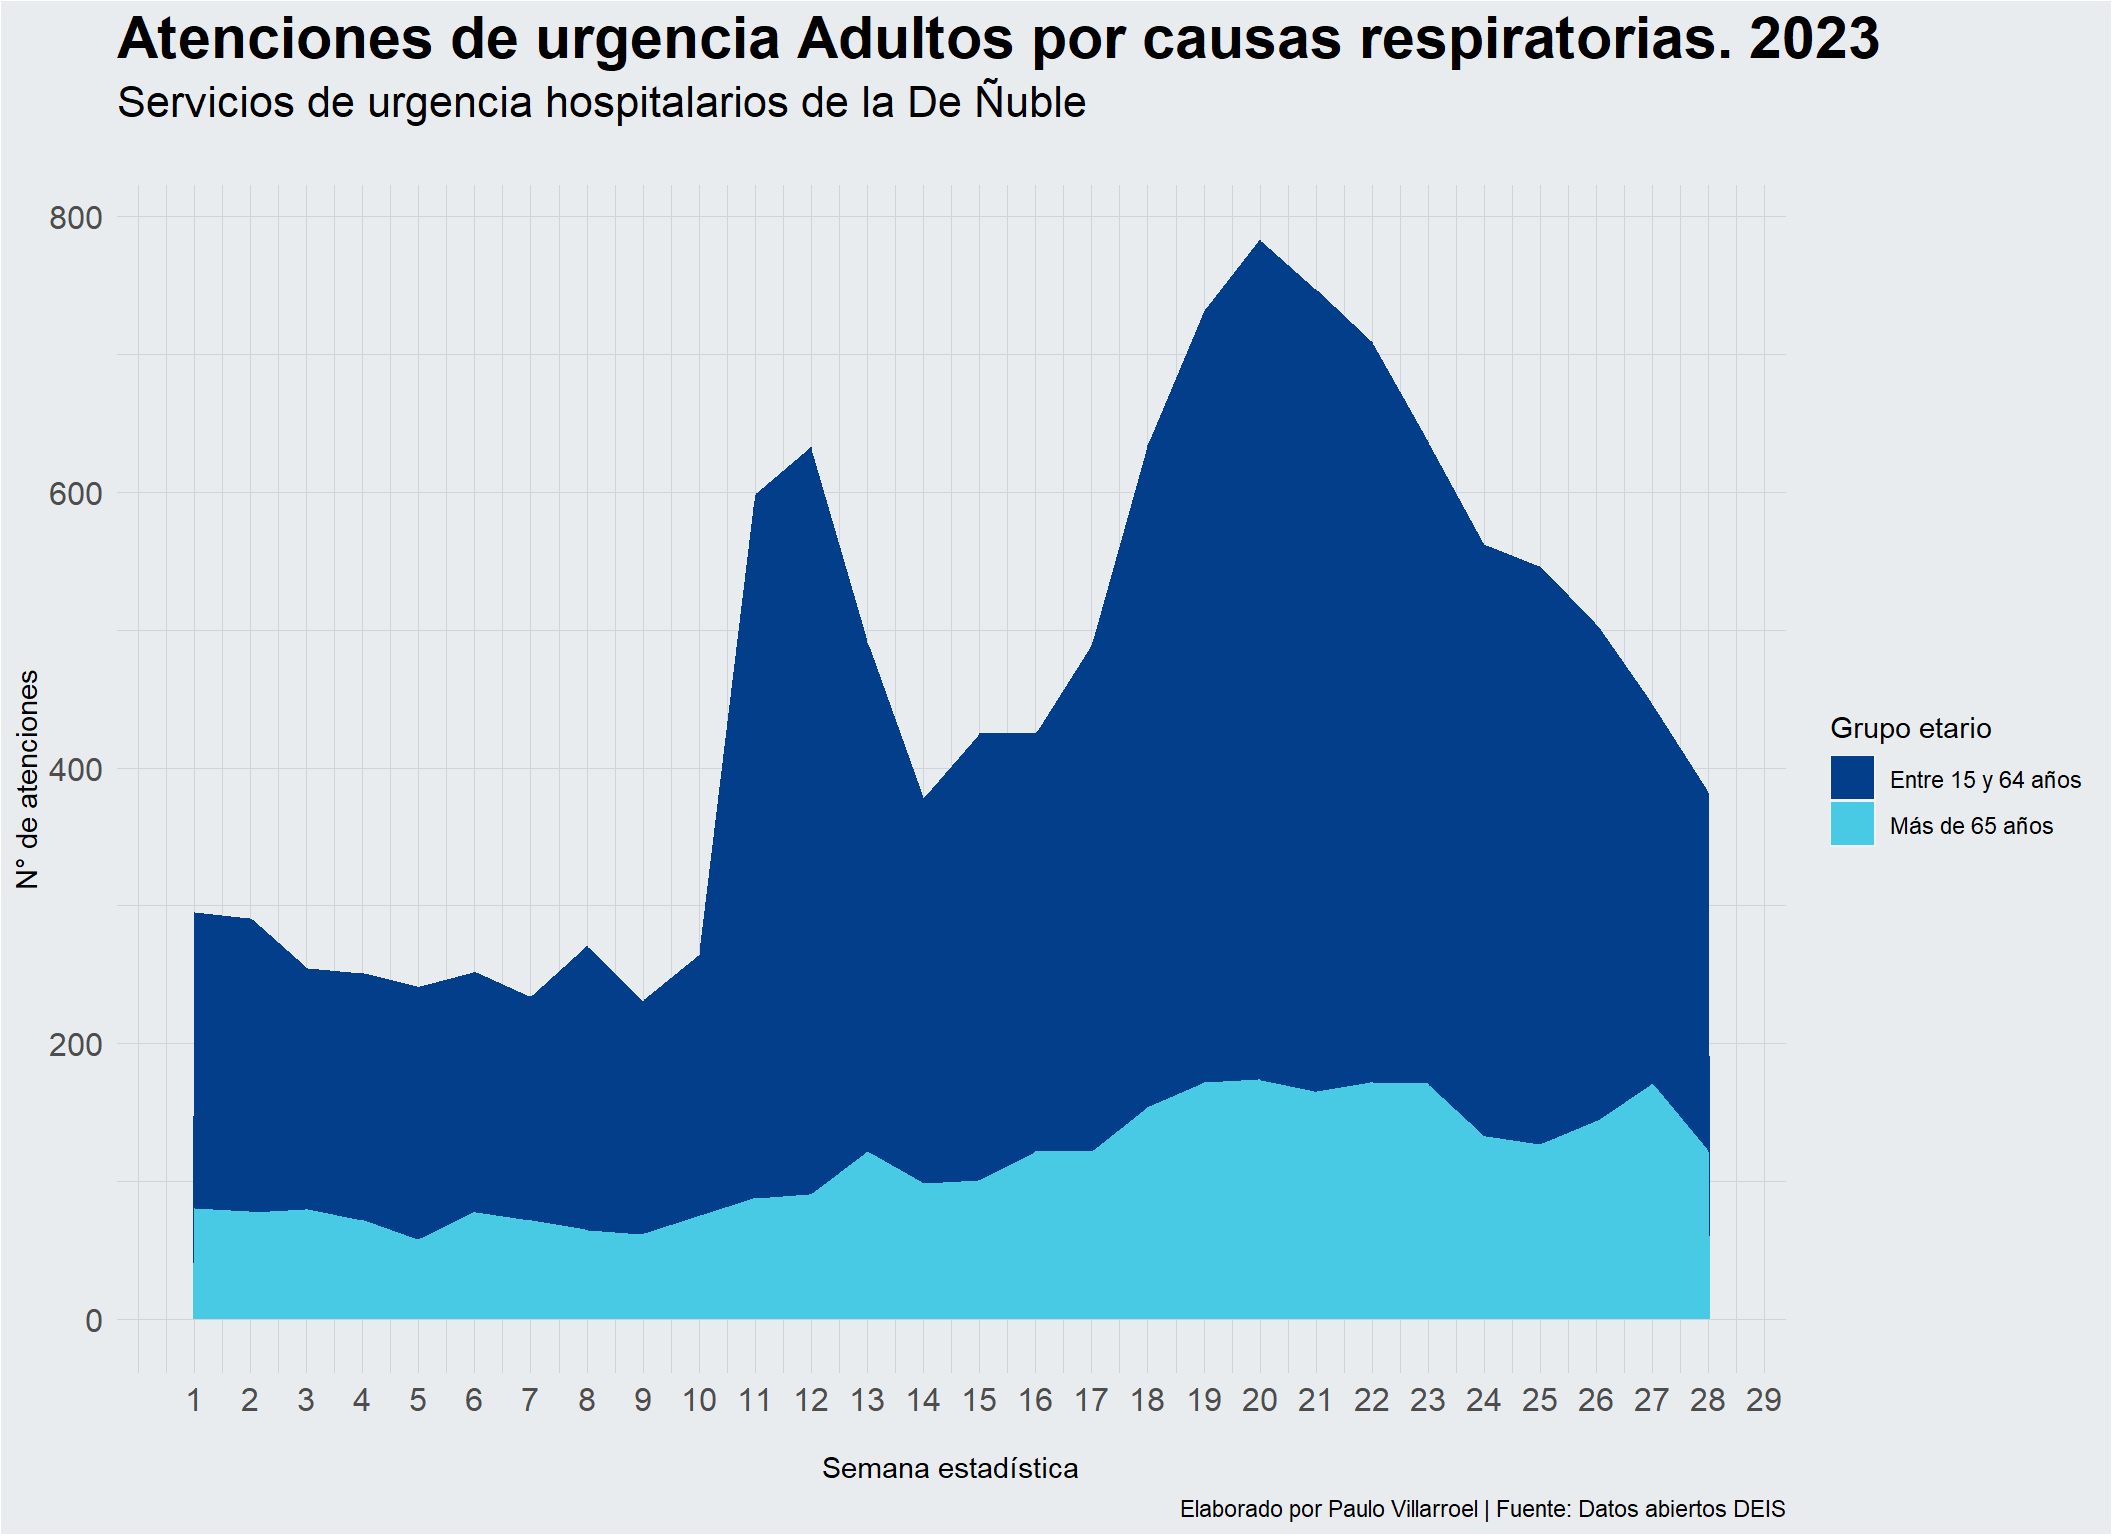 Atenciones de urgencia Adultos por causas respiratorias. 2023
Servicios de urgencia hospitalarios de la De Ñuble
800
600
400
200
0
N° de atenciones
1 2 3 4 5 6 7 8 9 10 11 12 13 14 15 16 17 18 19 20 21 22 23 24 25 26 27 28 29
Semana estadística
Grupo etario
Entre 15 y 64 años
Más de 65 años
Elaborado por Paulo Villarroel | Fuente: Datos abiertos DEIS